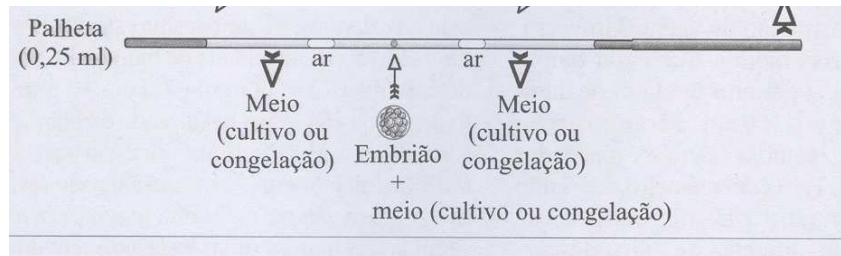 Palheta
(0,25 ml)
ar
ar
Meio
(cultivo ou
congelação)
Embrião
+
meio (cultivo ou congelação)
Meio
(cultivo ou
congelação)